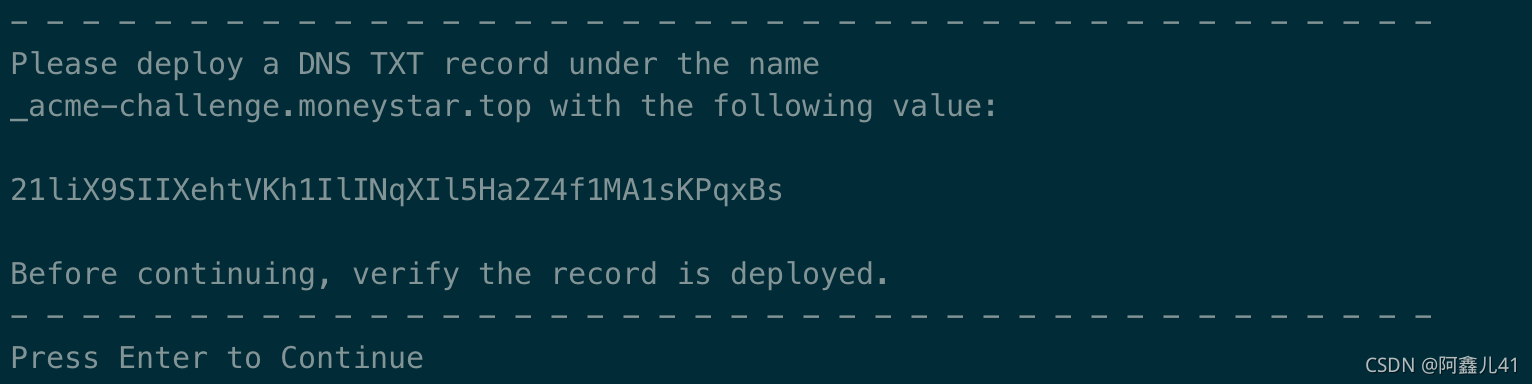 - - - - - - - - - - - - - - - - - - - - - - - - - - - - - - - - - - - - - - - -
Please deploy a DNS TXT record under the name
_acme-challenge.moneystar.top with the following value:
21liX9SIIXehtVKh1IlINqXIl5Ha2Z4f1MA1sKPqxBs
Before continuing, verify the record is deployed.
- - - - - - - - - - - - - - - - - - - - - - - - - - - - - - - - - - - - - - - -
Press Enter to Continue
CSDN @阿鑫儿41